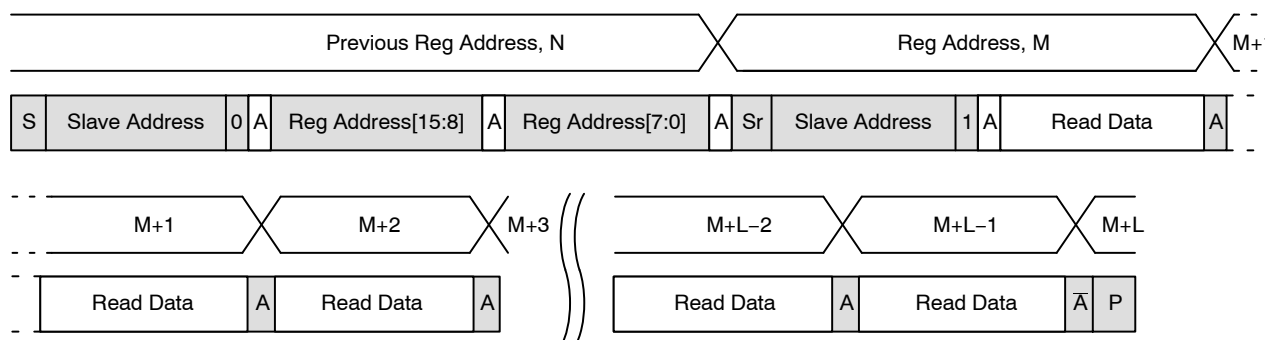 Previous Reg Address, N Reg Address, M M+1
S Slave Address 0 A Reg Address[15:8] A Reg Address[7:0] A Sr Slave Address 1 A Read Data A
M+1 M+2 M+3 M+L−2 M+L−1 M+L
Read Data A Read Data A Read Data A Read Data A̅ P